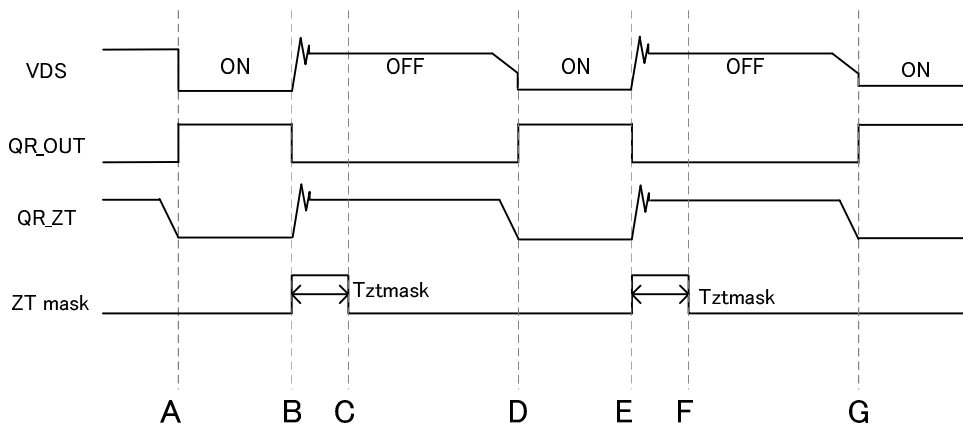 VDS
ON
OFF
ON
OFF
ON
QR_OUT
QR_ZT
ZT mask
Tztmask
Tztmask
A B C D E F G